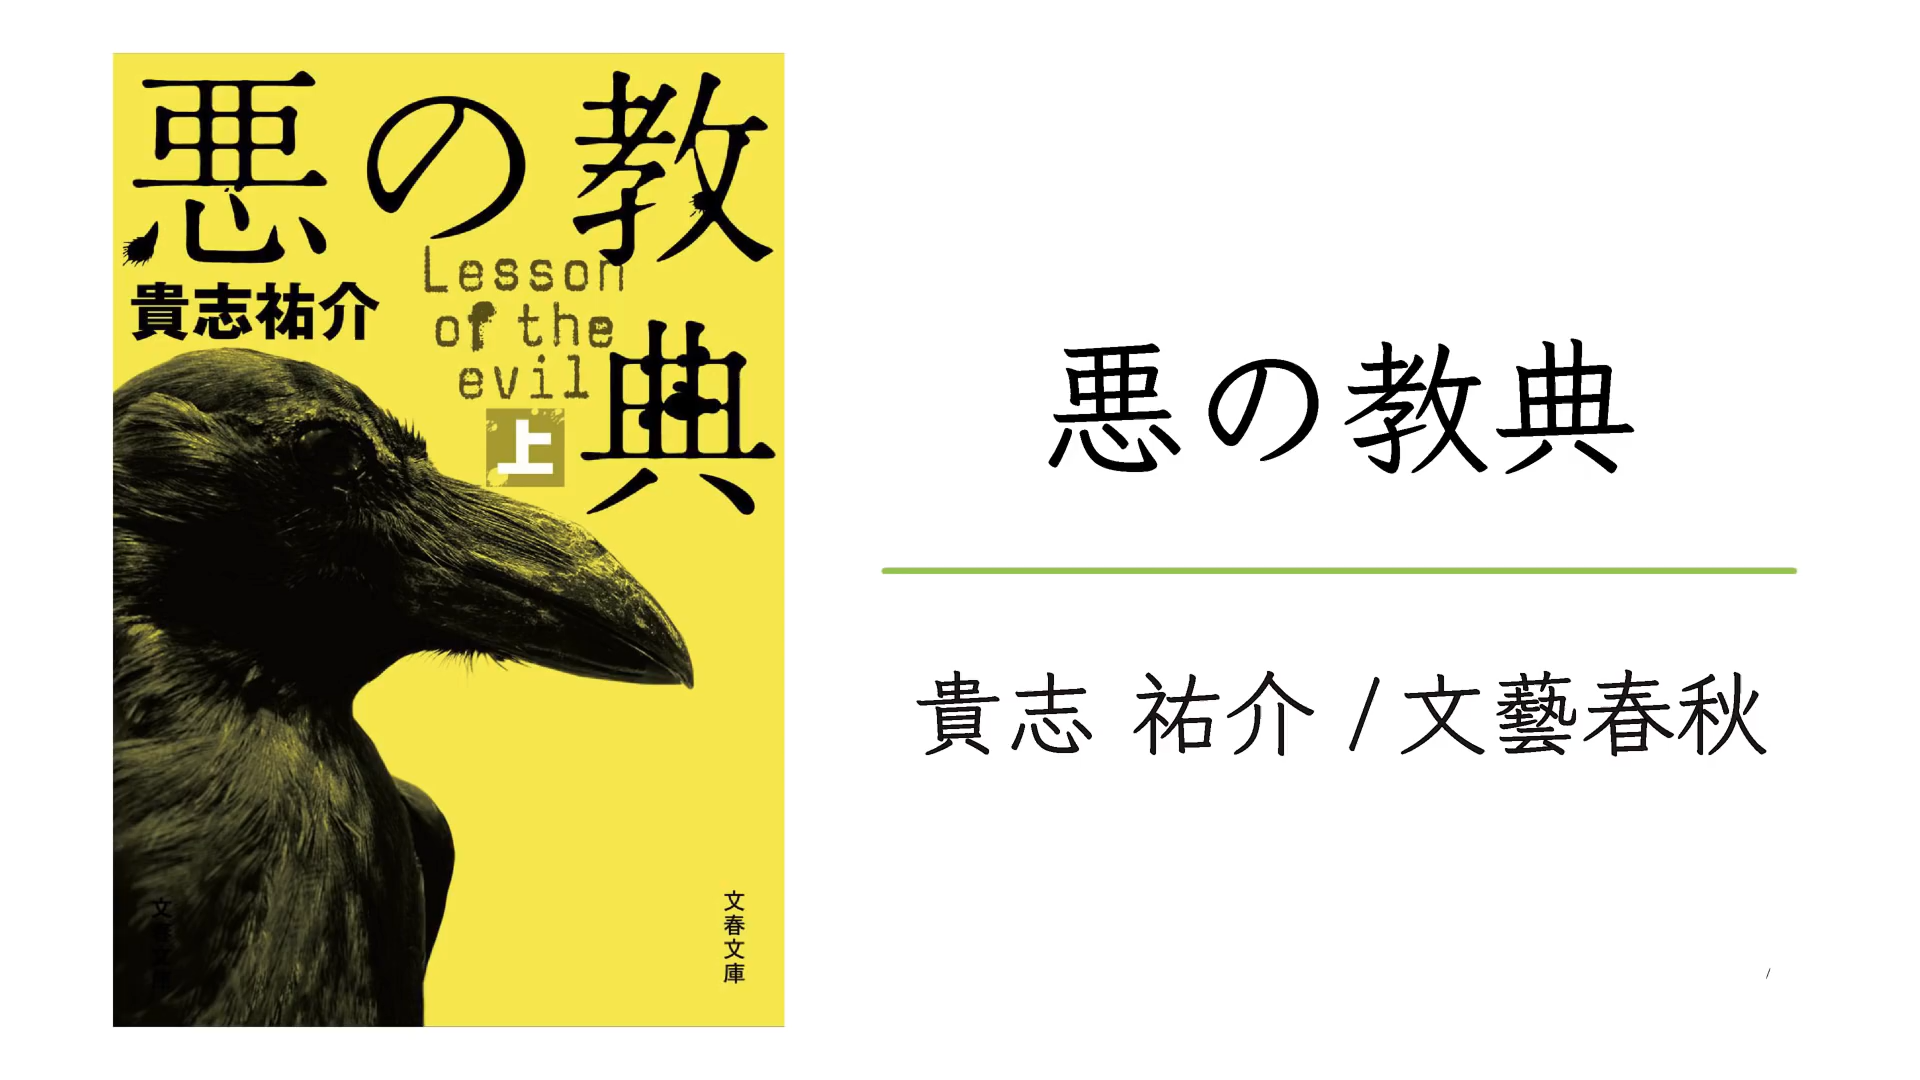 悪の教典
貴志祐介
Lesson
of the
evil
上
文春文庫
悪の教典
貴志 祐介 / 文藝春秋
/